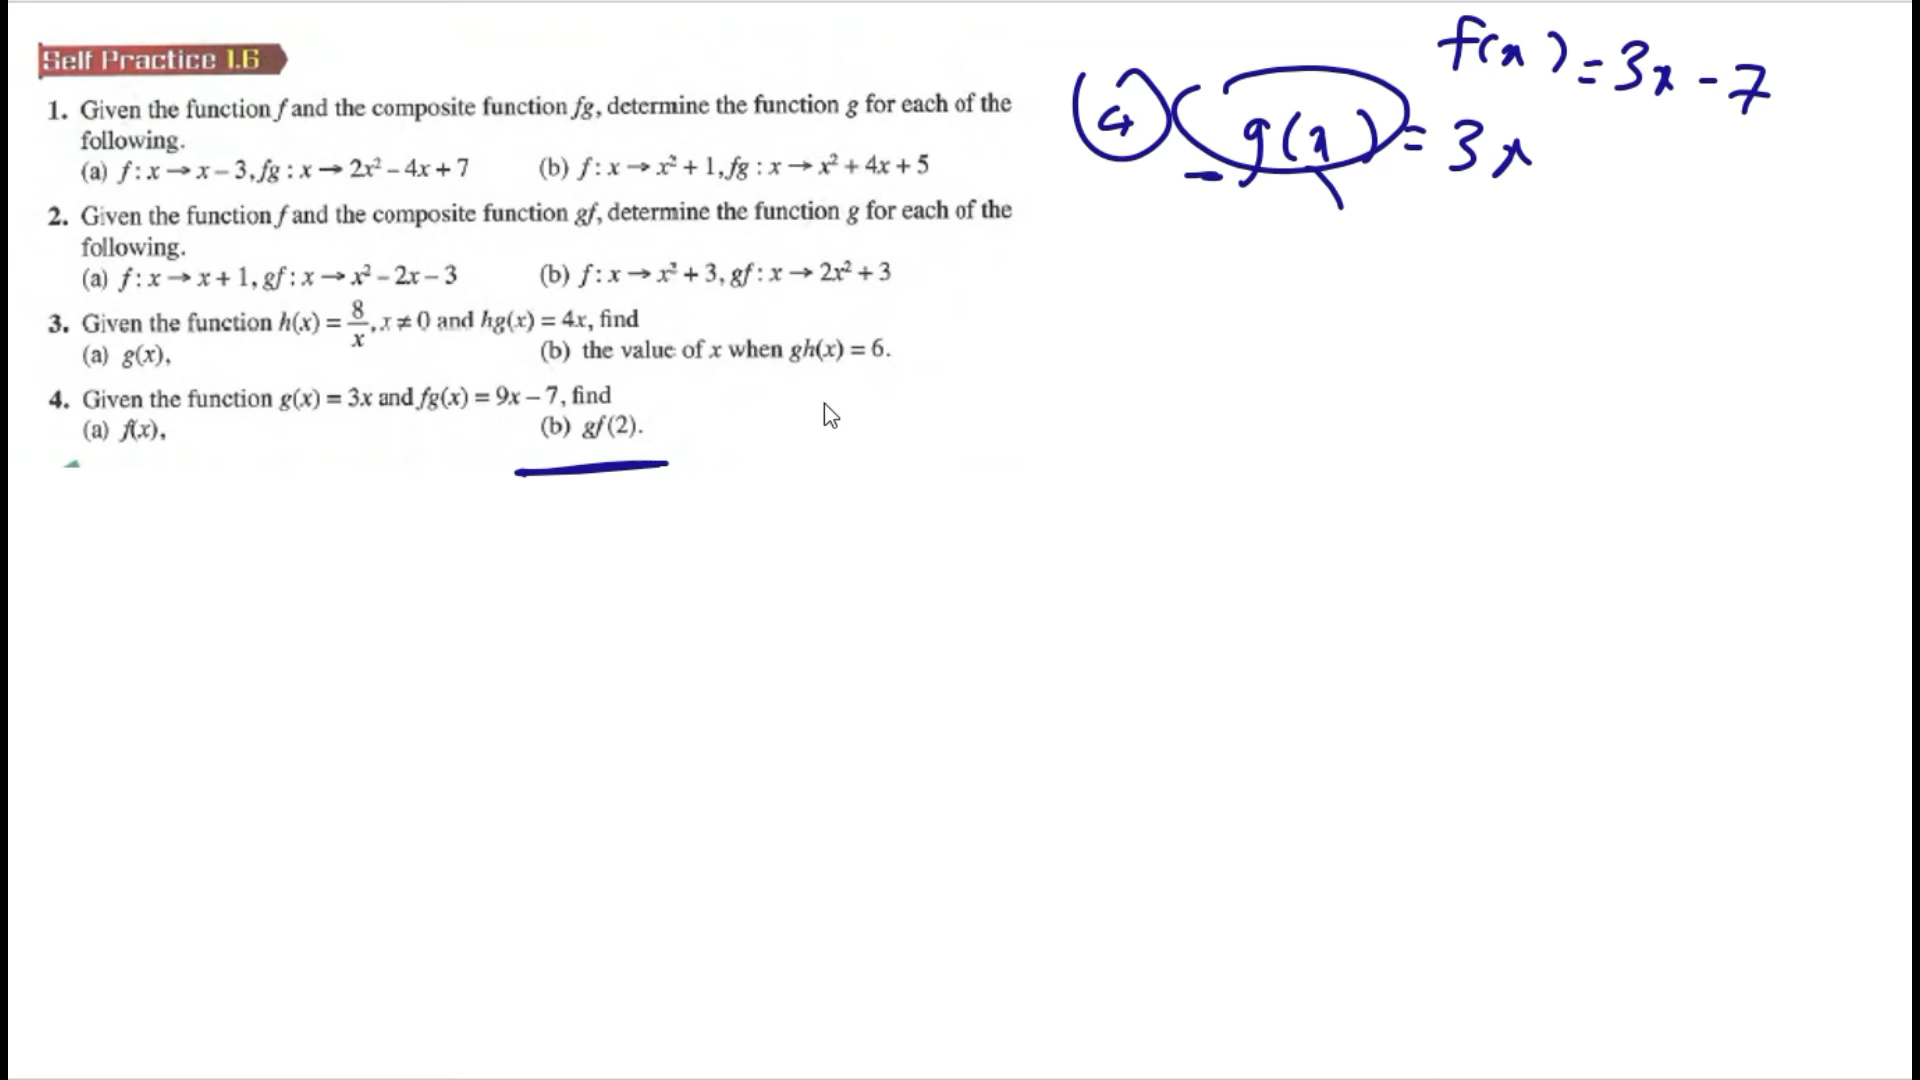 Self Practice 1.6
1. Given the function f and the composite function fg, determine the function g for each of the
following.
(a) f : x → x – 3, fg : x → 2x² – 4x + 7 (b) f : x → x² + 1, fg : x → x² + 4x + 5
2. Given the function f and the composite function gf, determine the function g for each of the
following.
(a) f : x → x + 1, gf : x → x² – 2x – 3 (b) f : x → x² + 3, gf : x → 2x² + 3
3. Given the function h(x) = 8/x, x ≠ 0 and hg(x) = 4x, find
(a) g(x), (b) the value of x when gh(x) = 6.
4. Given the function g(x) = 3x and fg(x) = 9x – 7, find
(a) f(x), (b) gf(2).
f(x) = 3x - 7
4 g(x) = 3x